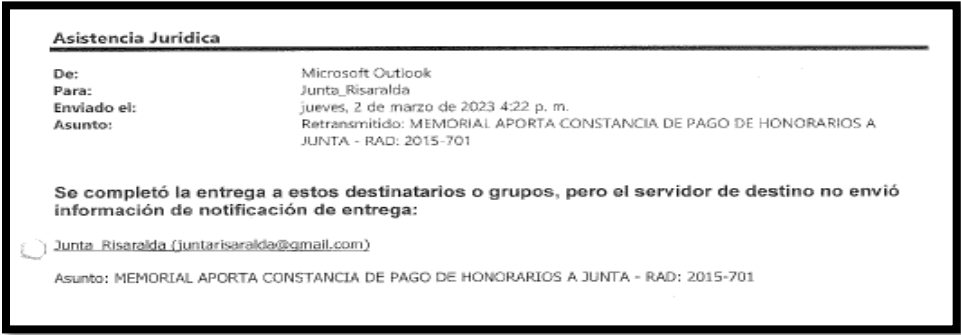 Asistencia Juridica
De: Microsoft Outlook
Para: Junta_Risaralda
Enviado el: jueves, 2 de marzo de 2023 4:22 p. m.
Asunto: Retransmitido: MEMORIAL APORTA CONSTANCIA DE PAGO DE HONORARIOS A
JUNTA - RAD: 2015-701
Se completó la entrega a estos destinatarios o grupos, pero el servidor de destino no envió
información de notificación de entrega:
Junta_Risaralda (juntarisaralda@gmail.com)
Asunto: MEMORIAL APORTA CONSTANCIA DE PAGO DE HONORARIOS A JUNTA - RAD: 2015-701